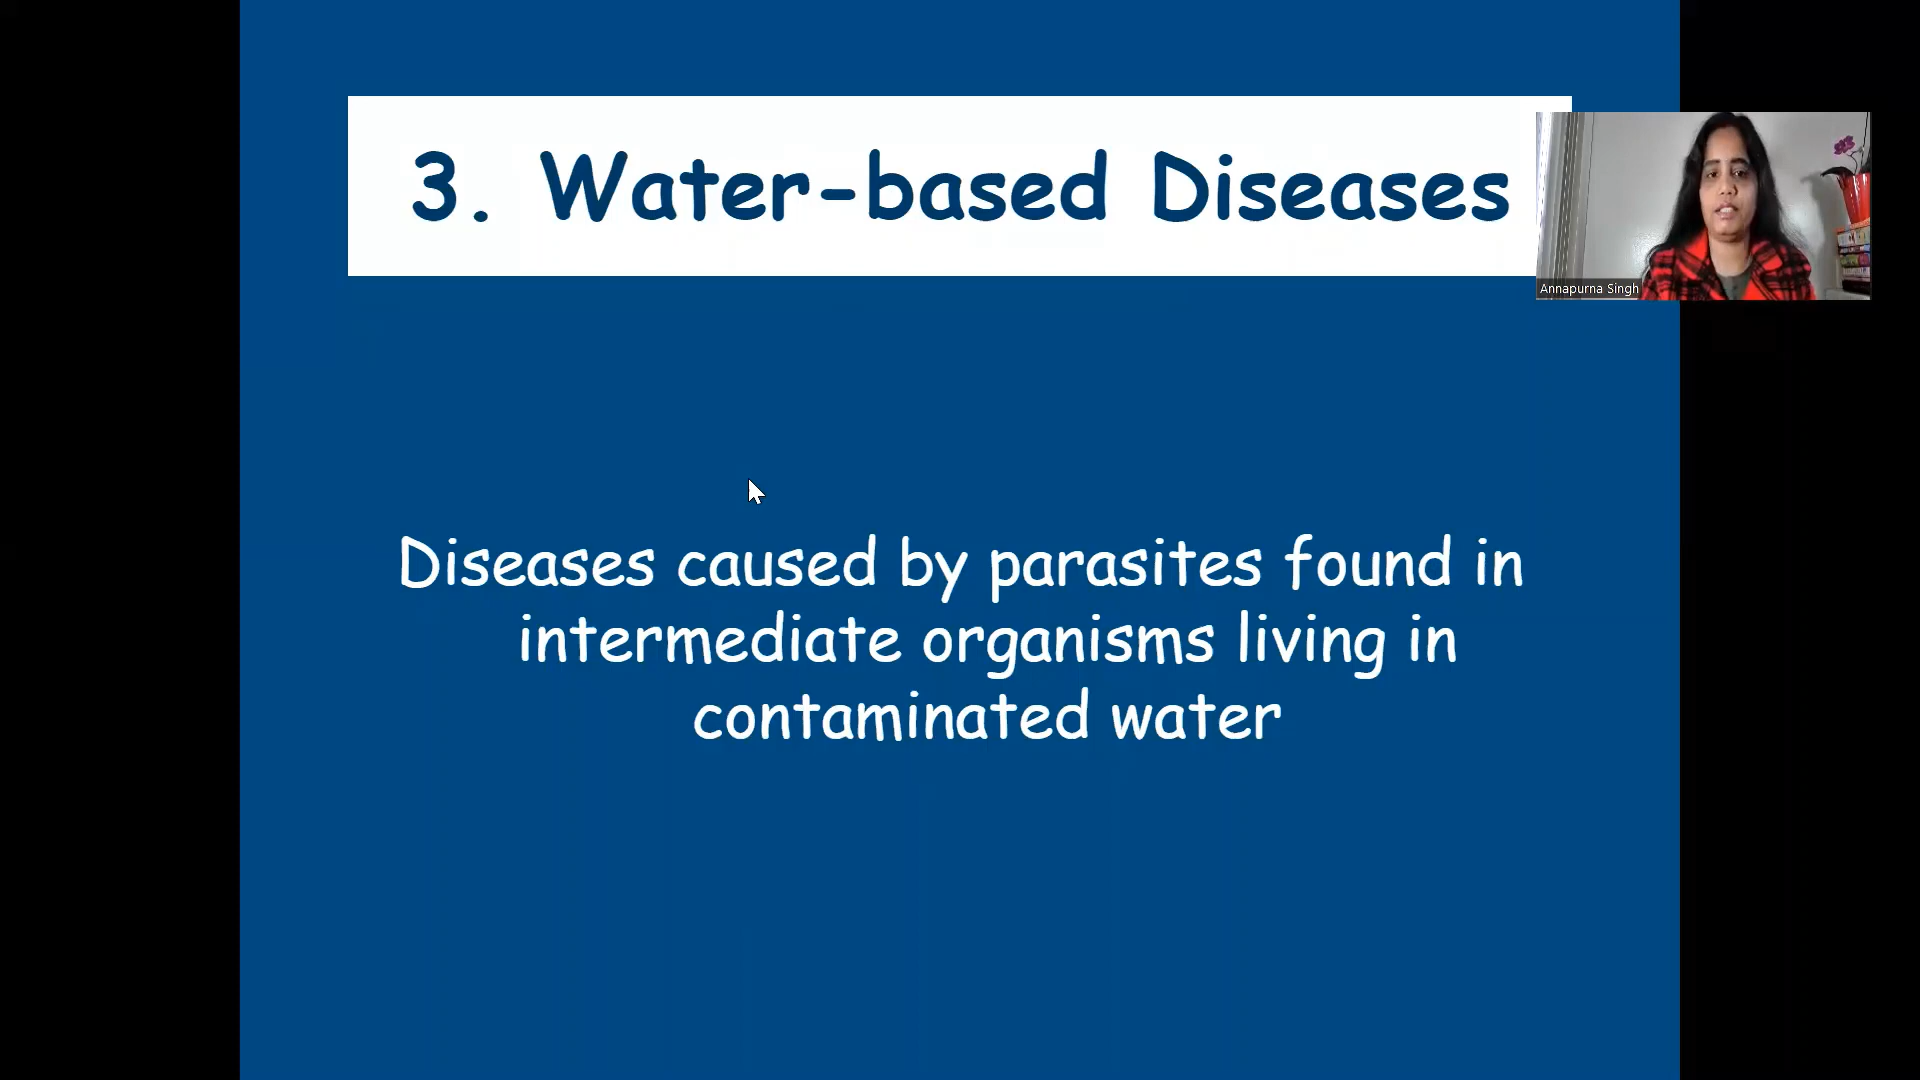 3. Water-based Diseases
Annapurna Singh
Diseases caused by parasites found in
intermediate organisms living in
contaminated water